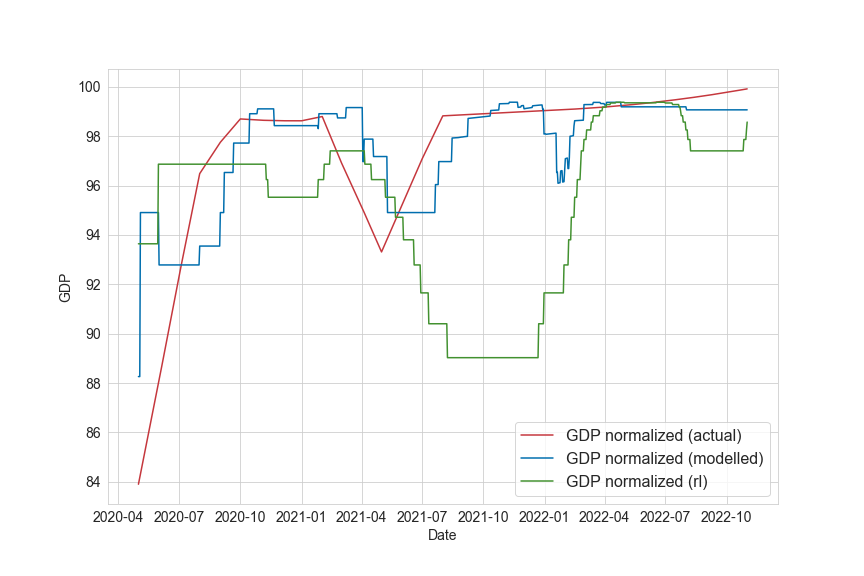 100
98
96
94
92
90
88
86
84
GDP
GDP normalized (actual)
GDP normalized (modelled)
GDP normalized (rl)
2020-04 2020-07 2020-10 2021-01 2021-04 2021-07 2021-10 2022-01 2022-04 2022-07 2022-10
Date